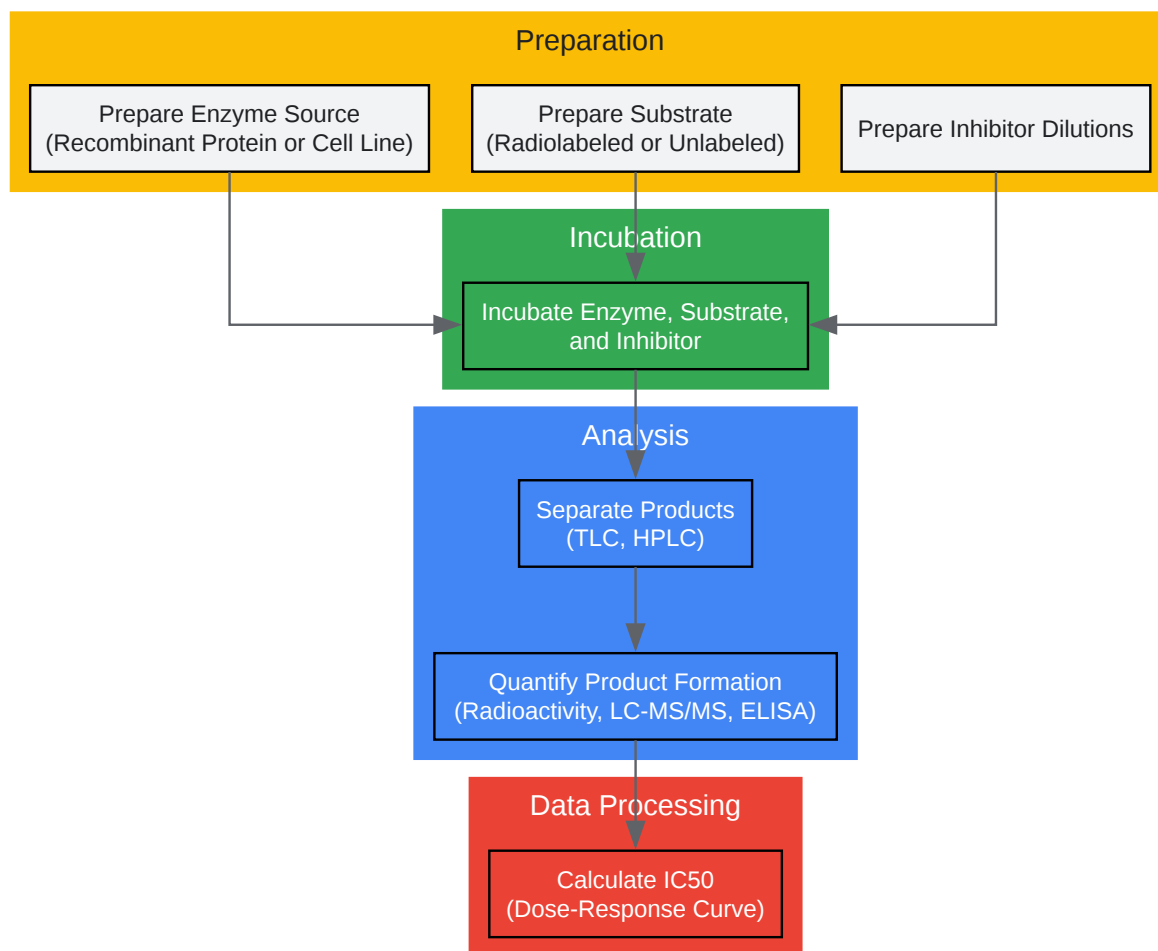 Preparation
Prepare Enzyme Source
(Recombinant Protein or Cell Line)
Prepare Substrate
(Radiolabeled or Unlabeled)
Prepare Inhibitor Dilutions
Incubation
Incubate Enzyme, Substrate,
and Inhibitor
Analysis
Separate Products
(TLC, HPLC)
Quantify Product Formation
(Radioactivity, LC-MS/MS, ELISA)
Data Processing
Calculate IC50
(Dose-Response Curve)